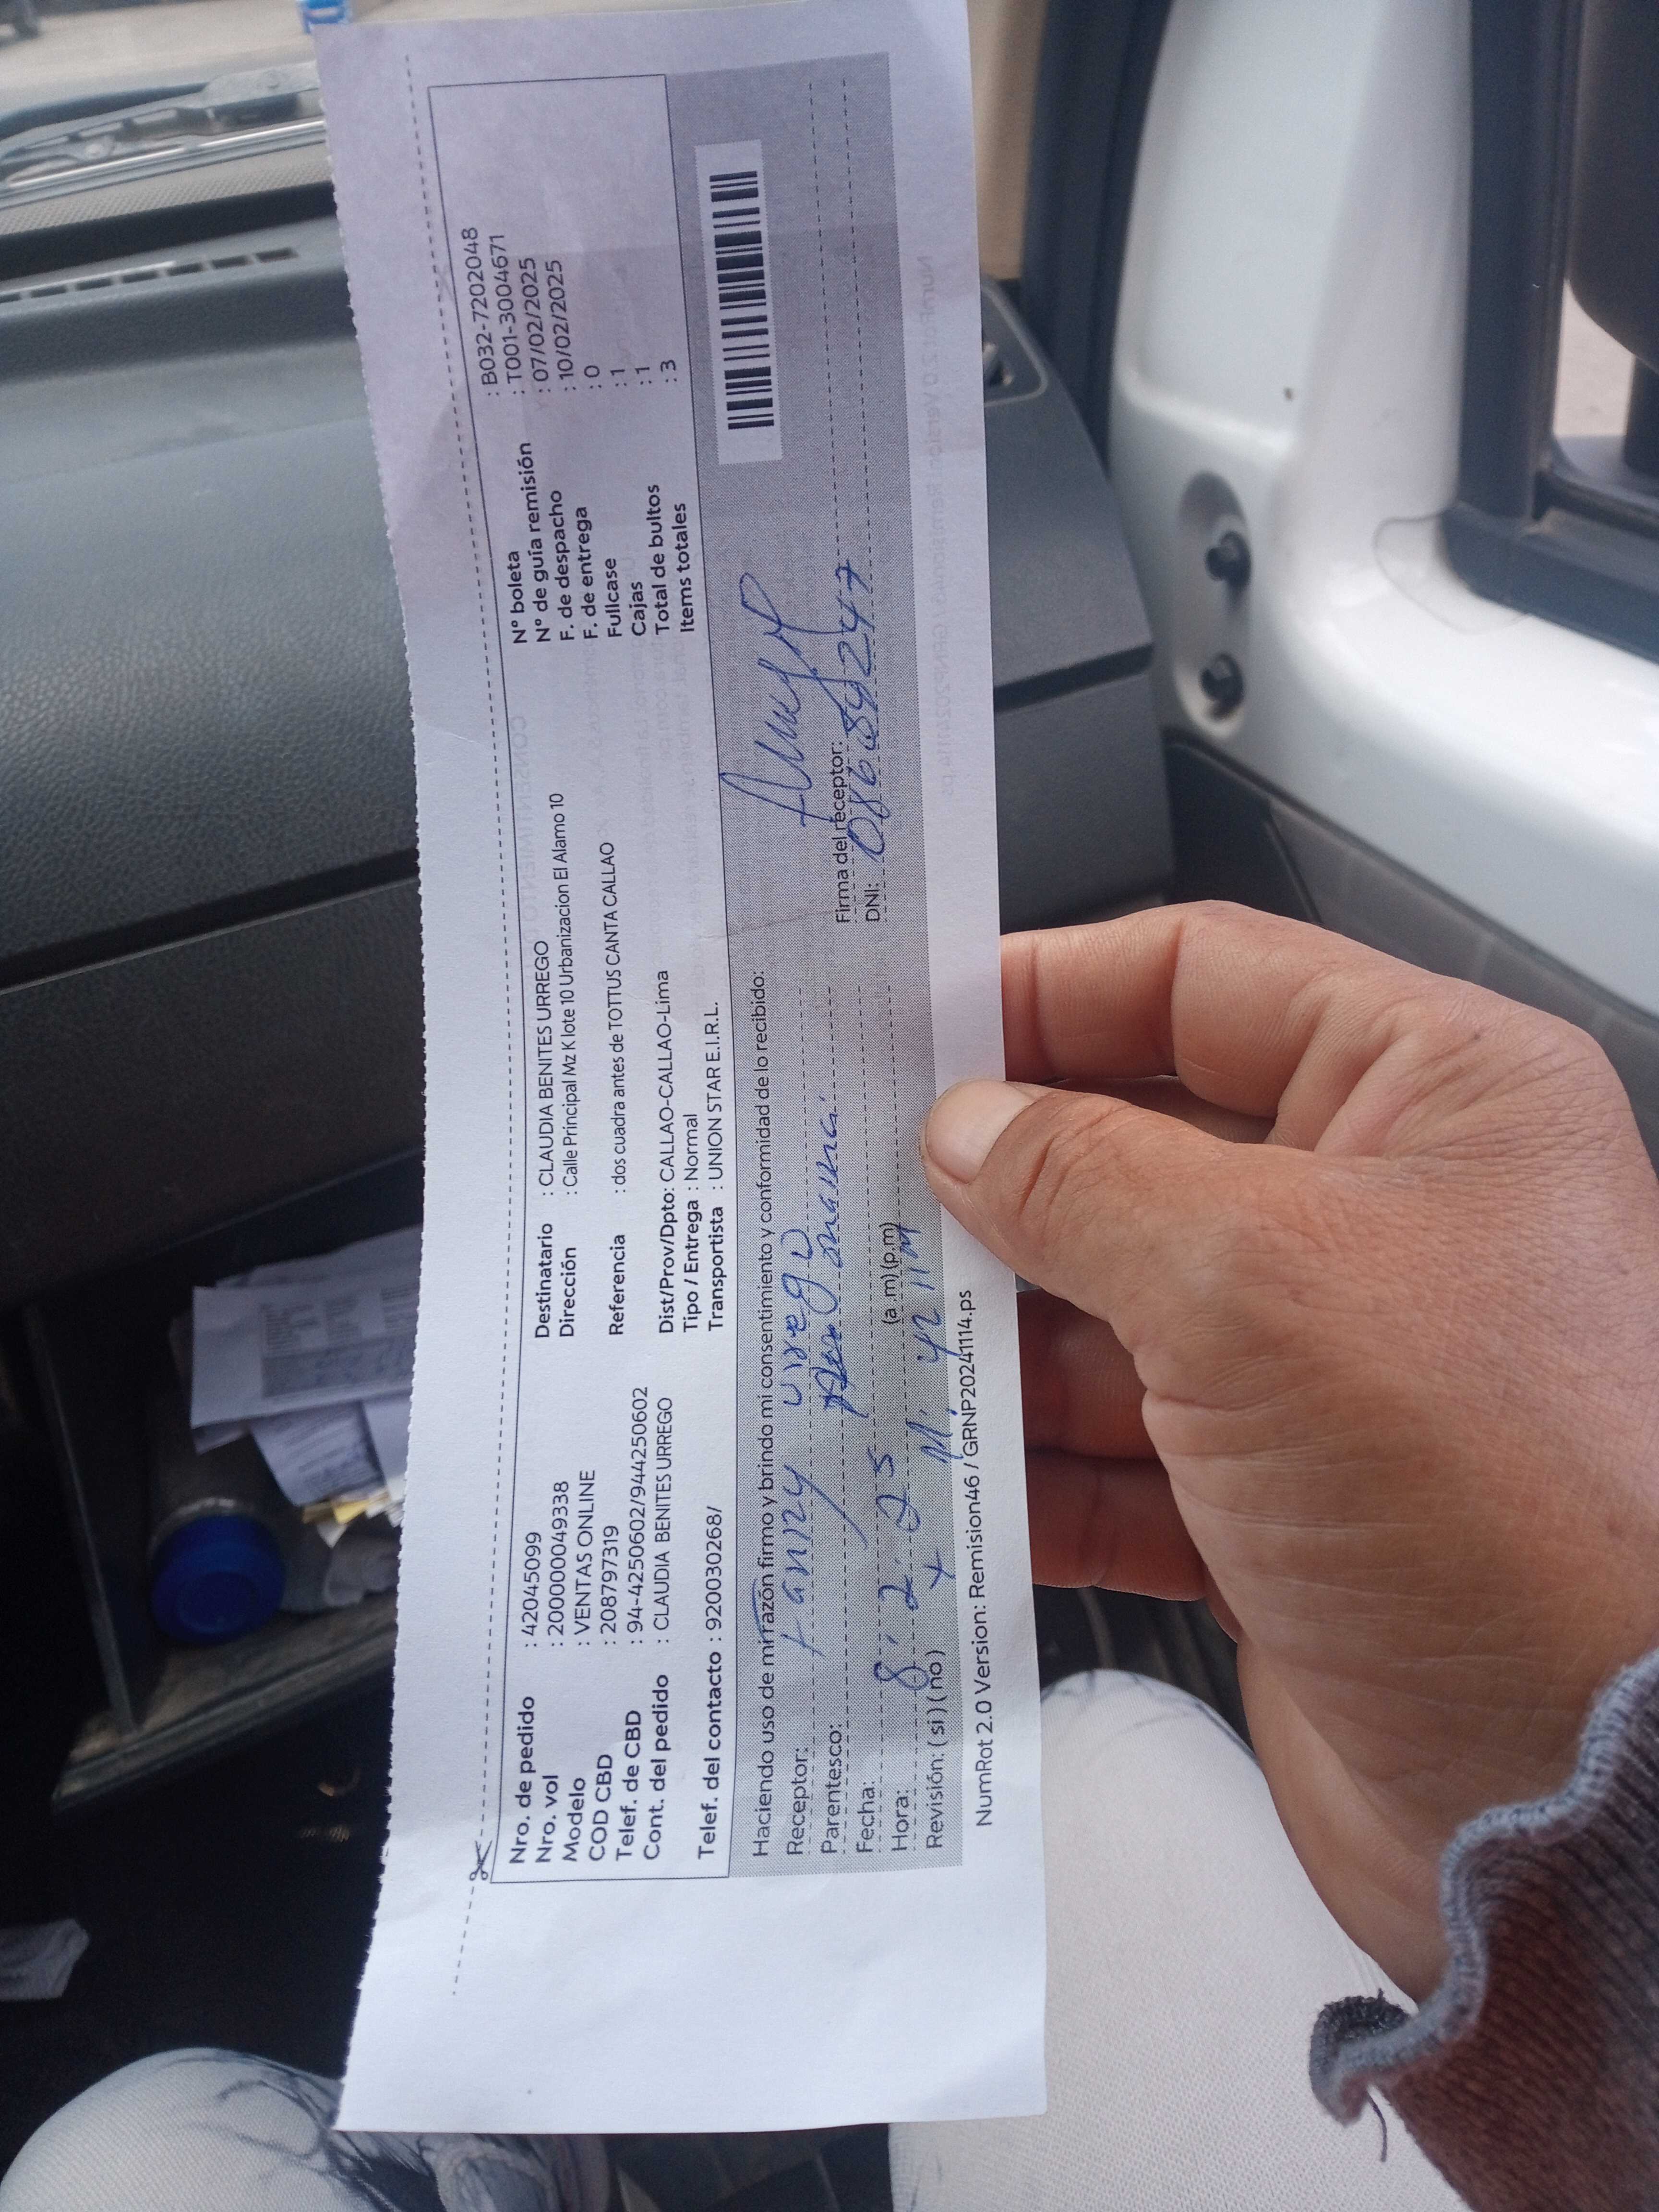 Nro. de pedido : 42045099
Nro. vol : 200000049338
Modelo : VENTAS ONLINE
COD CBD : 208797319
Telef. de CBD : 94-4250602/944250602
Cont. del pedido : CLAUDIA BENITES URREGO
Telef. del contacto : 920030268/
Destinatario : CLAUDIA BENITES URREGO
Dirección : Calle Principal Mz K lote 10 Urbanizacion El Alamo 10
Referencia : dos cuadra antes de TOTTUS CANTA CALLAO
Dist/Prov/Dpto: CALLAO-CALLAO-Lima
Tipo / Entrega : Normal
Transportista : UNION STAR E.I.R.L.
N° boleta : B032-7202048
N° de guía remisión : T001-3004671
F. de despacho : 07/02/2025
F. de entrega : 10/02/2025
Fullcase : 0
Cajas : 1
Total de bultos : 1
Items totales : 3
Haciendo uso de mi razón firmo y brindo mi consentimiento y conformidad de lo recibido:
Receptor: Fanny Urrego
Parentesco: mama
Fecha: 8. 2. 025
Hora: (a .m) (p.m)
Revisión: ( si ) ( no )
Firma del receptor:
DNI:
NumRot 2.0 Version: Remision46 / GRNP20241114.ps